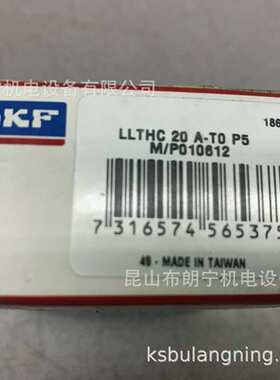 机电设备有限公司
SKF
186
LLTHC 20 A-T0 P5
M/P010612
7 316574 565375
49 - MADE IN TAIWAN
昆山布朗宁机电设
ksbulangning.com